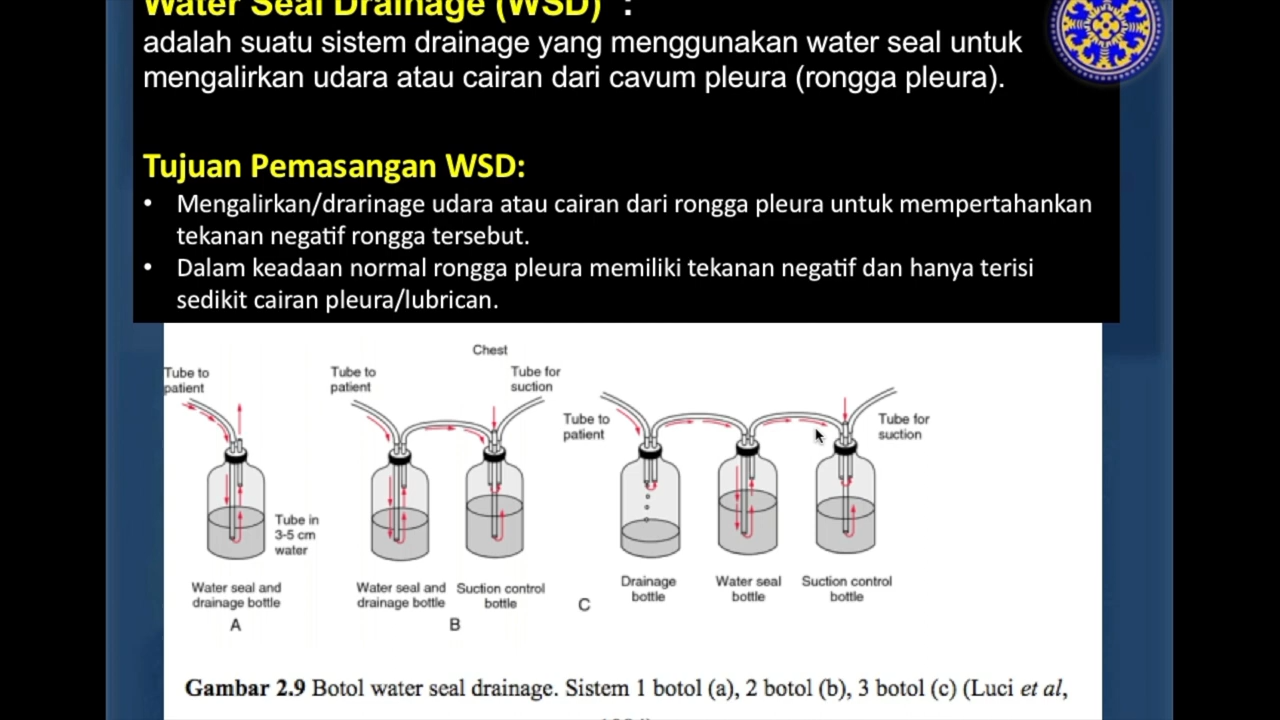 Water Seal Drainage (WSD) :
adalah suatu sistem drainage yang menggunakan water seal untuk
mengalirkan udara atau cairan dari cavum pleura (rongga pleura).
Tujuan Pemasangan WSD:
• Mengalirkan/drarinage udara atau cairan dari rongga pleura untuk mempertahankan
tekanan negatif rongga tersebut.
• Dalam keadaan normal rongga pleura memiliki tekanan negatif dan hanya terisi
sedikit cairan pleura/lubrican.
Tube to
patient
Tube in
3-5 cm
water
Water seal and
drainage bottle
A
Chest
Tube to
patient
Tube for
suction
Water seal and
drainage bottle
Suction control
bottle
B
Tube to
patient
Tube for
suction
Drainage
bottle
Water seal
bottle
Suction control
bottle
C
Gambar 2.9 Botol water seal drainage. Sistem 1 botol (a), 2 botol (b), 3 botol (c) (Luci et al,